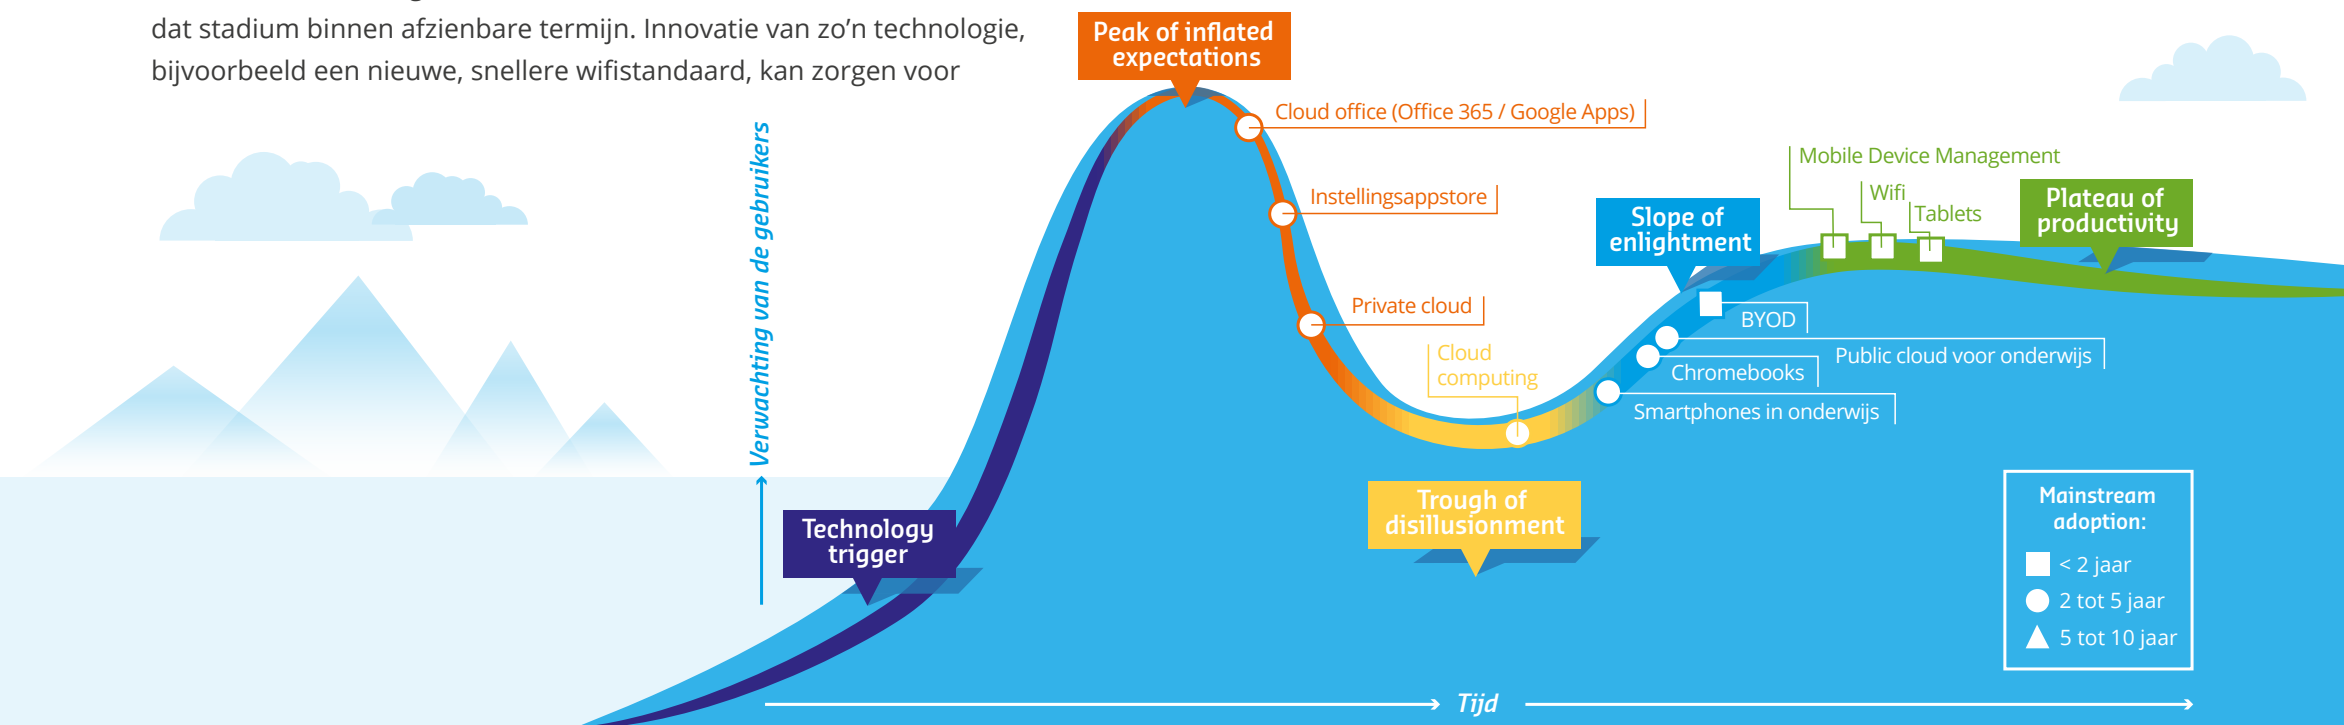 dat stadium binnen afzienbare termijn. Innovatie van zo’n technologie,
bijvoorbeeld een nieuwe, snellere wifistandaard, kan zorgen voor
Verwachting van de gebruikers
Technology
trigger
Peak of inflated
expectations
Cloud office (Office 365 / Google Apps)
Instellingsappstore
Private cloud
Cloud
computing
Trough of
disillusionment
Slope of
enlightment
BYOD
Public cloud voor onderwijs
Chromebooks
Smartphones in onderwijs
Mobile Device Management
Wifi
Tablets
Plateau of
productivity
Mainstream
adoption:
< 2 jaar
2 tot 5 jaar
5 tot 10 jaar
Tijd